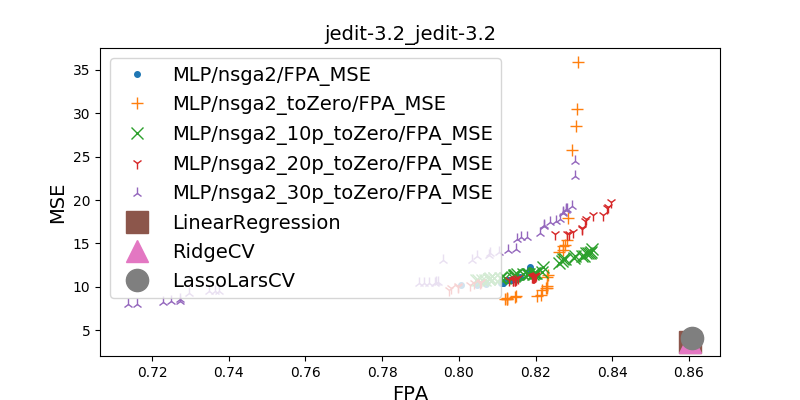 jedit-3.2_jedit-3.2
MLP/nsga2/FPA_MSE
MLP/nsga2_toZero/FPA_MSE
MLP/nsga2_10p_toZero/FPA_MSE
MLP/nsga2_20p_toZero/FPA_MSE
MLP/nsga2_30p_toZero/FPA_MSE
LinearRegression
RidgeCV
LassoLarsCV
MSE
35
30
25
20
15
10
5
0.72 0.74 0.76 0.78 0.80 0.82 0.84 0.86
FPA